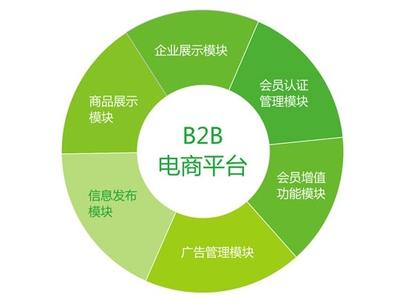 企业展示模块
会员认证
管理模块
会员增值
功能模块
广告管理模块
信息发布
模块
商品展示
模块
B2B
电商平台